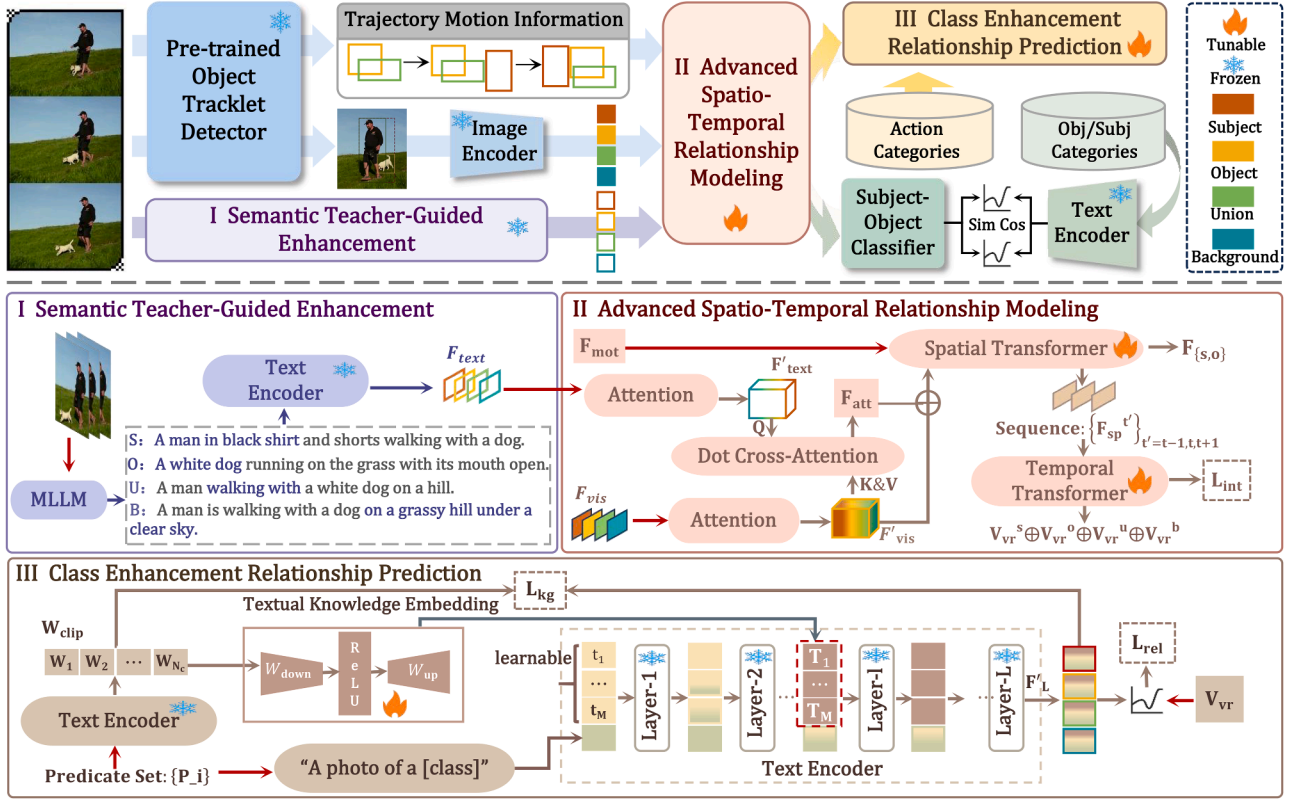 Pre-trained
Object
Tracklet
Detector
Trajectory Motion Information
Image
Encoder
I Semantic Teacher-Guided
Enhancement
II Advanced
Spatio-
Temporal
Relationship
Modeling
III Class Enhancement
Relationship Prediction
Action
Categories
Obj/Subj
Categories
Subject-
Object
Classifier
Sim Cos
Text
Encoder
Tunable
Frozen
Subject
Object
Union
Background
I Semantic Teacher-Guided Enhancement
Text
Encoder
F_text
MLLM
S: A man in black shirt and shorts walking with a dog.
O: A white dog running on the grass with its mouth open.
U: A man walking with a white dog on a hill.
B: A man is walking with a dog on a grassy hill under a
clear sky.
II Advanced Spatio-Temporal Relationship Modeling
F_mot
Spatial Transformer
F_{s,o}
Attention
F'_text
F_att
Q
Dot Cross-Attention
K&V
F_vis
Attention
F'_vis
Sequence: {F_sp^t'}_t'=t−1,t,t+1
Temporal
Transformer
L_int
V_vr^s⊕V_vr^o⊕V_vr^u⊕V_vr^b
III Class Enhancement Relationship Prediction
L_kg
Textual Knowledge Embedding
W_clip
W_1 W_2 ... W_N_c
W_down
ReLU
W_up
Text Encoder
Predicate Set: {P_i}
"A photo of a [class]"
learnable
t_1
...
t_M
Layer-1
Layer-2
...
T_1
...
T_M
Layer-l
...
Layer-L
F'_L
Text Encoder
L_rel
V_vr